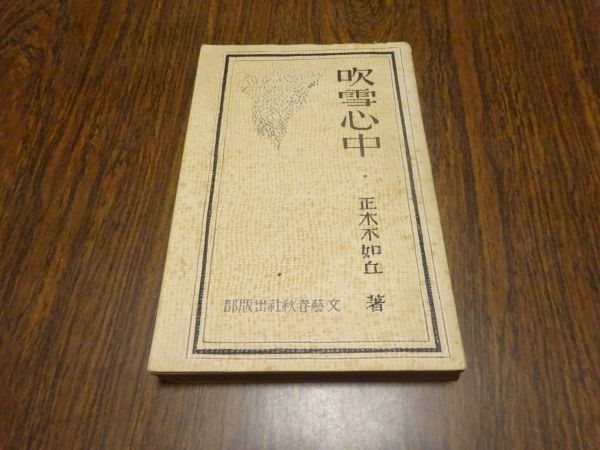 吹雪心中
正木不如丘 著
文藝春秋社出版部